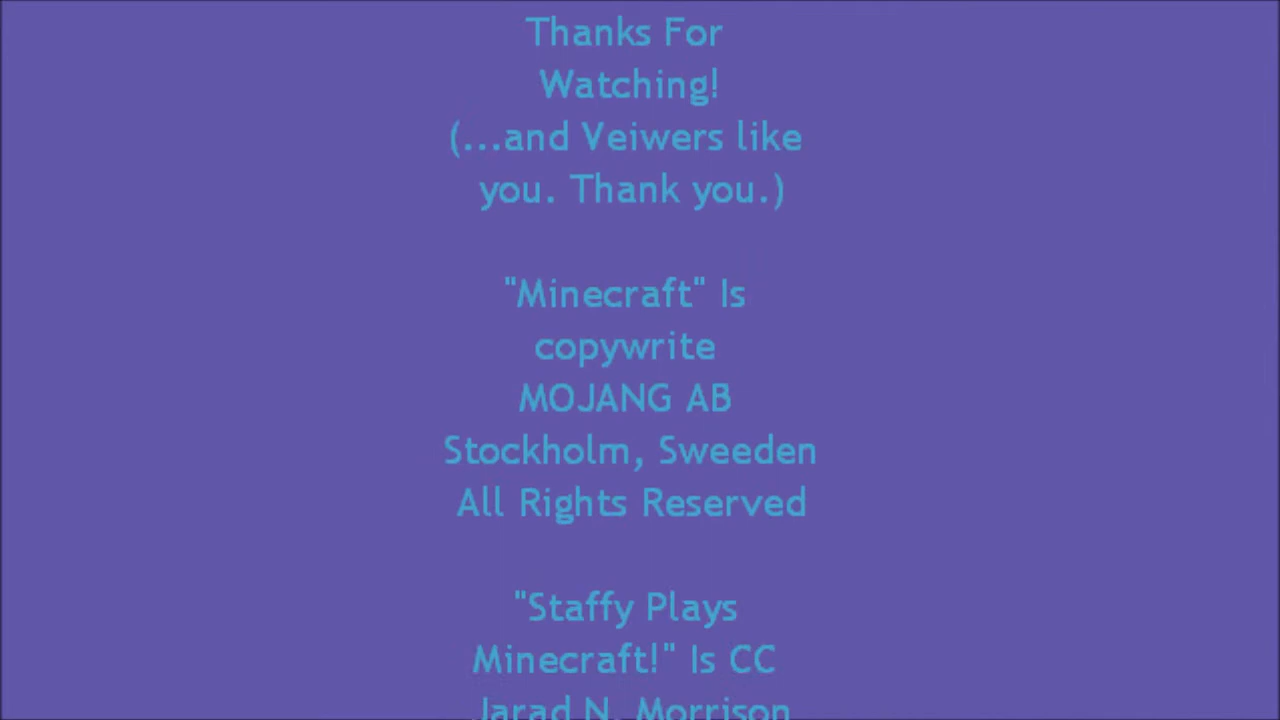 Thanks For
Watching!
(...and Veiwers like
you. Thank you.)
"Minecraft" Is
copywrite
MOJANG AB
Stockholm, Sweeden
All Rights Reserved
"Staffy Plays
Minecraft!" Is CC
Jarad N. Morrison